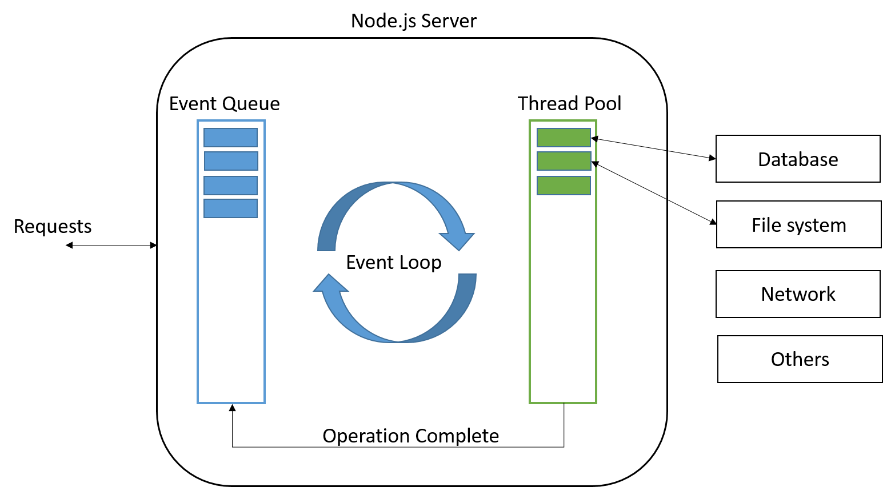 Node.js Server
Event Queue
Thread Pool
Database
File system
Requests
Event Loop
Network
Others
Operation Complete